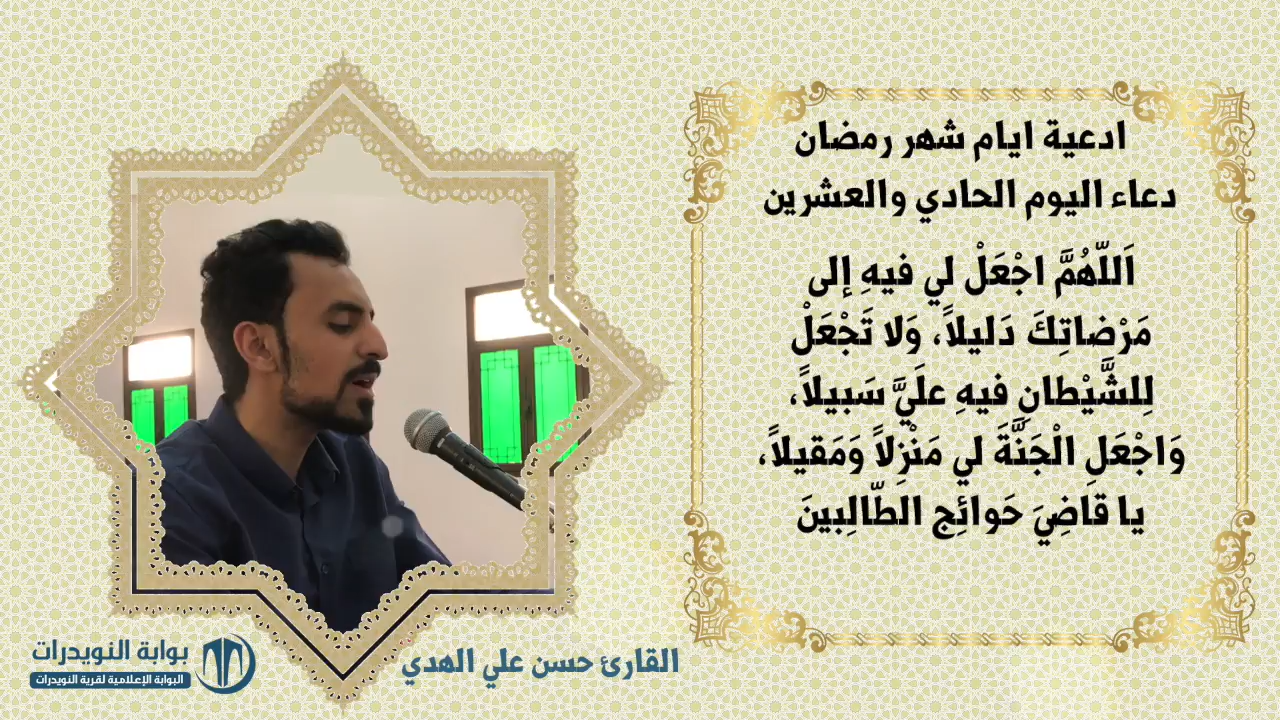 ادعية ايام شهر رمضان
دعاء اليوم الحادي والعشرين
اَللّهُمَّ اجْعَلْ لي فيهِ إلى
مَرْضاتِكَ دَليلاً، وَلا تَجْعَلْ
لِلشَّيْطانِ فيهِ علَيَّ سَبيلاً،
وَاجْعَلِ الْجَنَّةَ لي مَنْزِلاً وَمَقيلاً،
يا قاضِيَ حَوائِج الطّالِبينَ
القارئ حسن علي الهدي
بوابة النويدرات
البوابة الإعلامية لقرية النويدرات